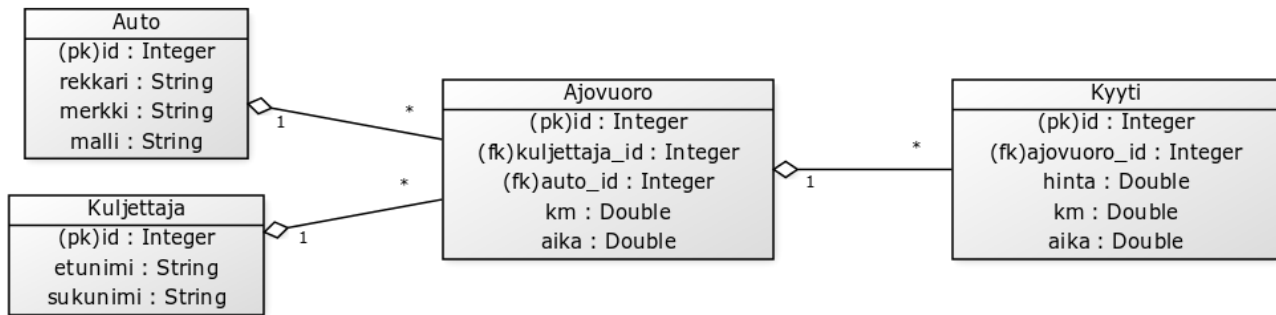 Auto
(pk)id : Integer
rekkari : String
merkki : String
malli : String
1
*
Kuljettaja
(pk)id : Integer
etunimi : String
sukunimi : String
1
*
Ajovuoro
(pk)id : Integer
(fk)kuljettaja_id : Integer
(fk)auto_id : Integer
km : Double
aika : Double
1
*
Kyyti
(pk)id : Integer
(fk)ajovuoro_id : Integer
hinta : Double
km : Double
aika : Double